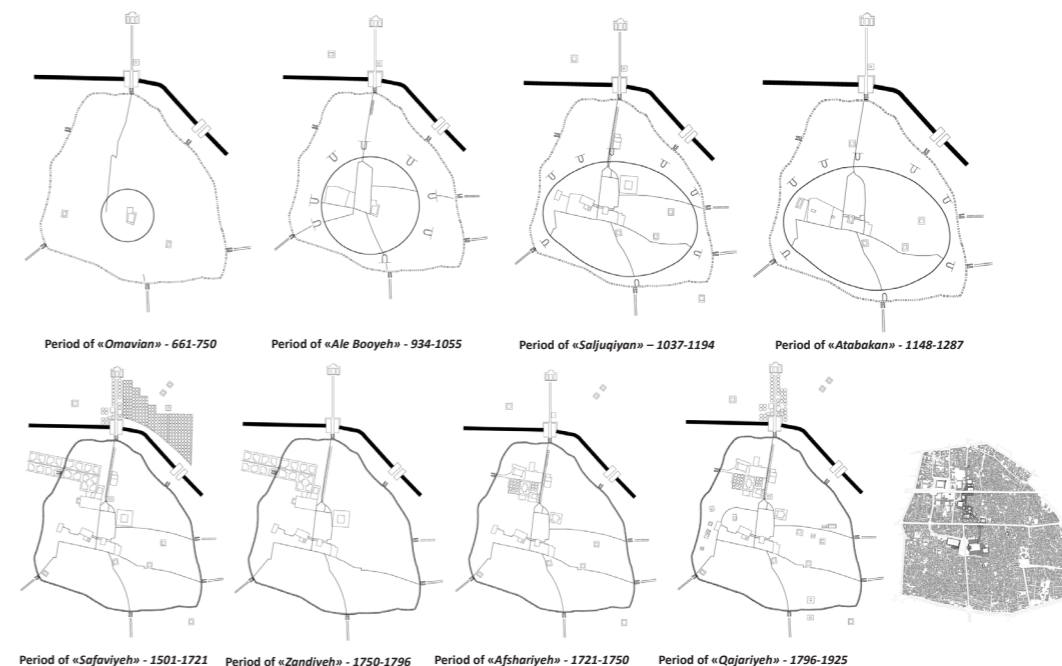 Period of «Omavian» - 661-750
Period of «Ale Booyeh» - 934-1055
Period of «Saljuqiyan» – 1037-1194
Period of «Atabakan» - 1148-1287
Period of «Safaviyeh» - 1501-1721
Period of «Zandiyeh» - 1750-1796
Period of «Afshariyeh» - 1721-1750
Period of «Qajariyeh» - 1796-1925